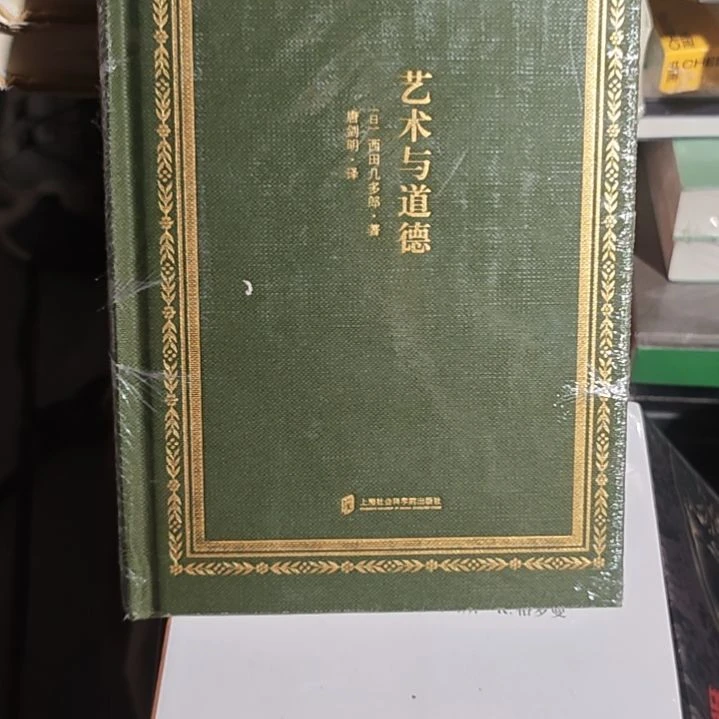 艺术与道德
[日]西田几多郎·著
唐剑明·译
上海社会科学院出版社